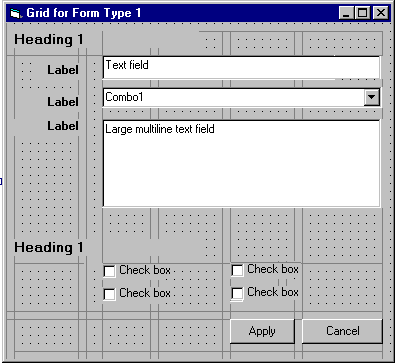 Grid for Form Type 1
Heading 1
Label Text field
Label Combo1
Label Large multiline text field
Heading 1
Check box Check box
Check box Check box
Apply Cancel